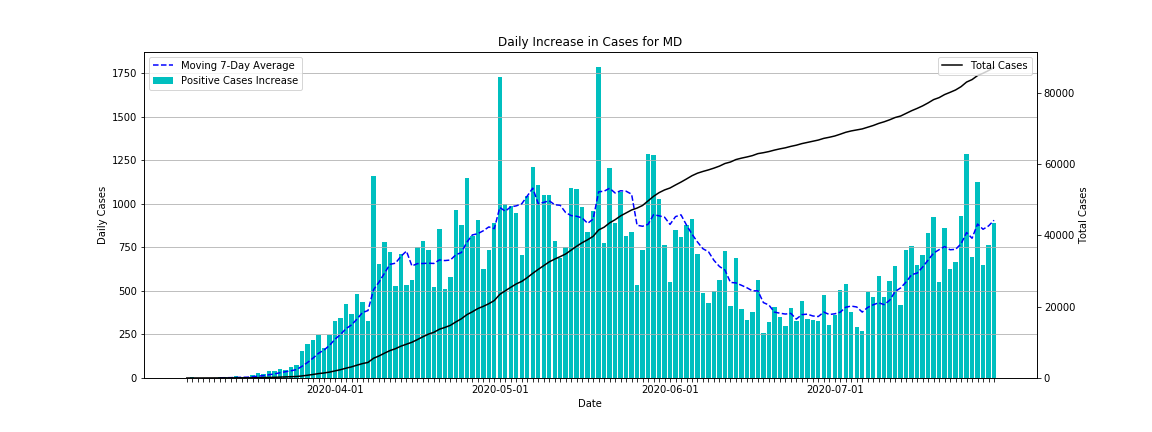 Daily Increase in Cases for MD
Moving 7-Day Average
Positive Cases Increase
Total Cases
1750
1500
1250
1000
750
500
250
0
Daily Cases
80000
60000
40000
20000
0
Total Cases
2020-04-01
2020-05-01
2020-06-01
2020-07-01
Date